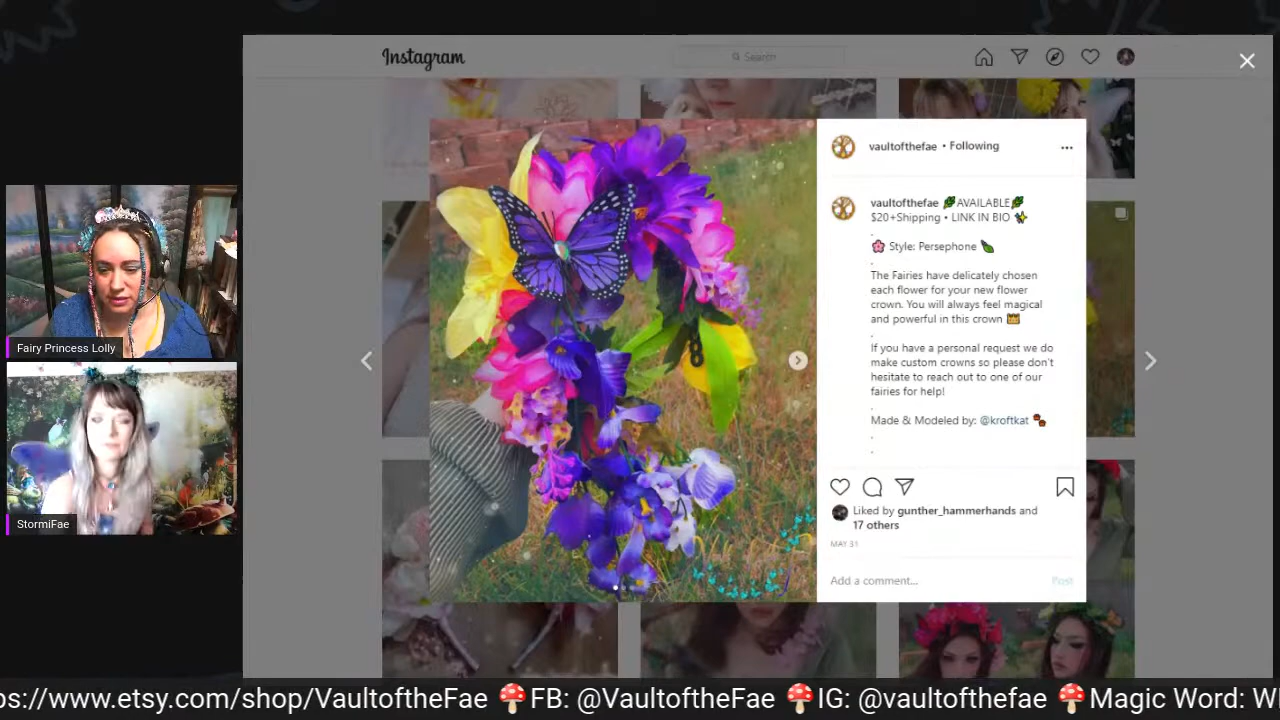 Instagram
Search
vaultofthefae • Following
vaultofthefae 🌿AVAILABLE🌿
$20+Shipping • LINK IN BIO ✨
.
🌸 Style: Persephone 🍃
.
The Fairies have delicately chosen
each flower for your new flower
crown. You will always feel magical
and powerful in this crown 👑
.
If you have a personal request we do
make custom crowns so please don't
hesitate to reach out to one of our
fairies for help!
.
Made & Modeled by: @kroftkat 🐾
.
.
Liked by gunther_hammerhands and
17 others
MAY 31
Add a comment...
Post
Fairy Princess Lolly
StormiFae
ps://www.etsy.com/shop/VaultoftheFae 🍄FB: @VaultoftheFae 🍄IG: @vaultofthefae 🍄Magic Word: W